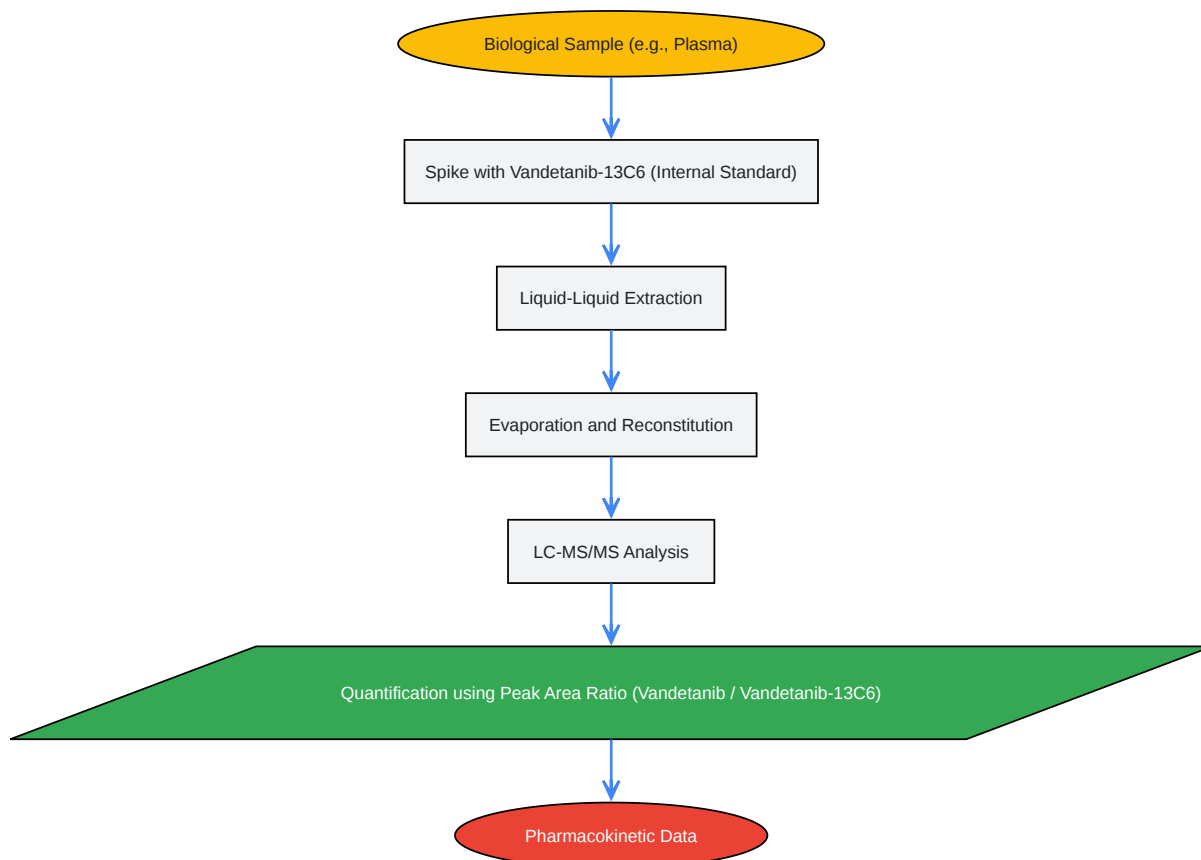 Biological Sample (e.g., Plasma)
Spike with Vandetanib-13C6 (Internal Standard)
Liquid-Liquid Extraction
Evaporation and Reconstitution
LC-MS/MS Analysis
Quantification using Peak Area Ratio (Vandetanib / Vandetanib-13C6)
Pharmacokinetic Data